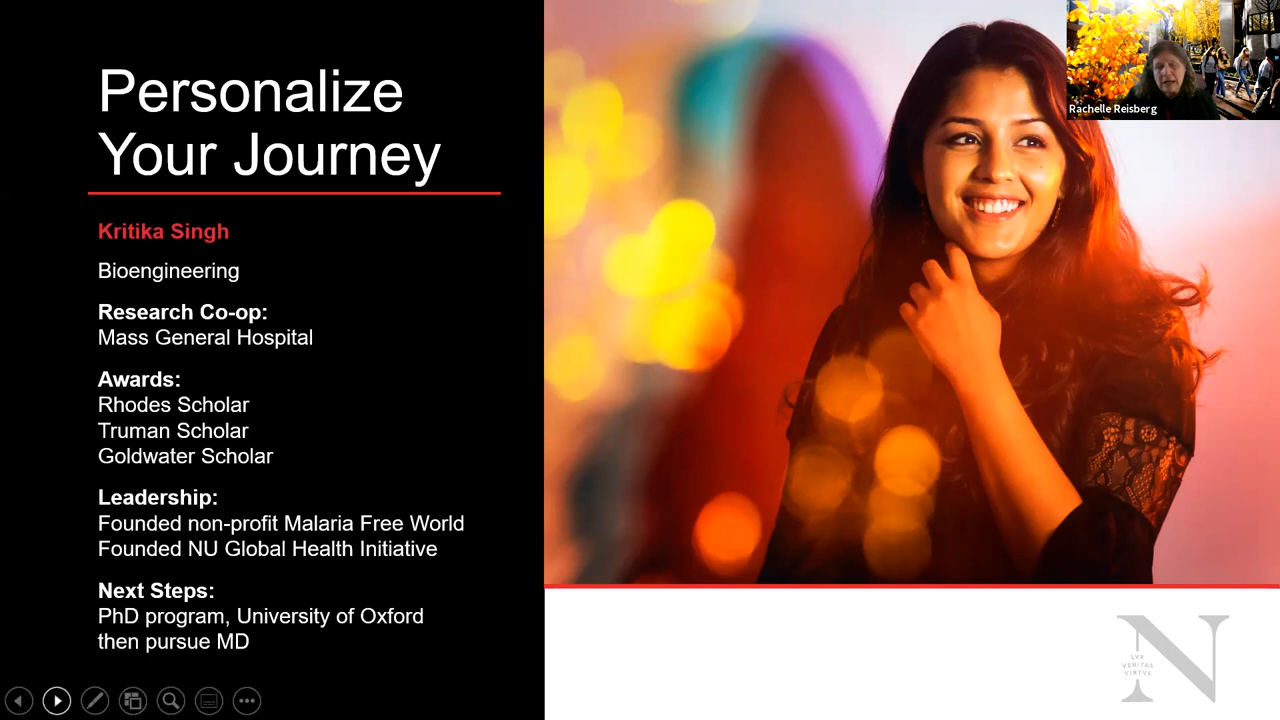 Personalize
Your Journey
Kritika Singh
Bioengineering
Research Co-op:
Mass General Hospital
Awards:
Rhodes Scholar
Truman Scholar
Goldwater Scholar
Leadership:
Founded non-profit Malaria Free World
Founded NU Global Health Initiative
Next Steps:
PhD program, University of Oxford
then pursue MD
Rachelle Reisberg
N
LVX
VERITAS
VIRTVS